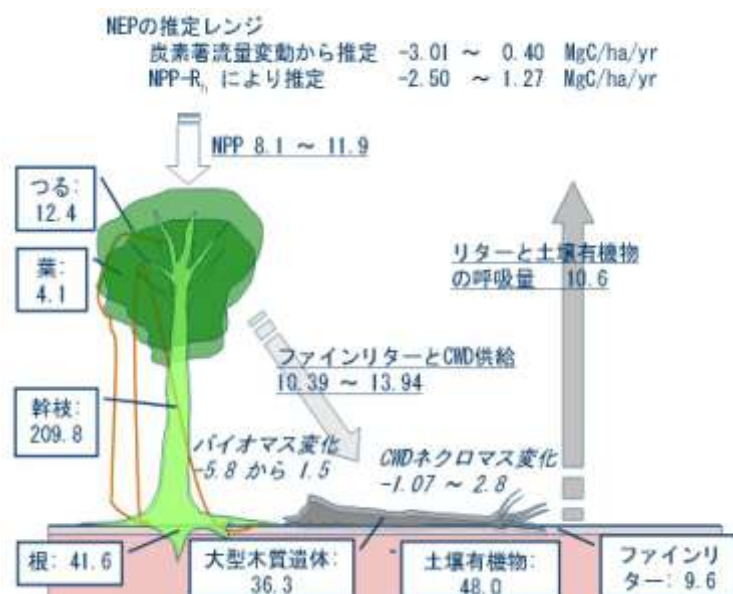 NEPの推定レンジ
炭素著流量変動から推定 -3.01 ～ 0.40 MgC/ha/yr
NPP-Rh により推定 -2.50 ～ 1.27 MgC/ha/yr
NPP 8.1 ～ 11.9
つる:
12.4
葉:
4.1
リターと土壌有機物
の呼吸量 10.6
ファインリターとCWD供給
10.39 ～ 13.94
幹枝:
209.8
バイオマス変化
-5.8 から 1.5
CWDネクロマス変化
-1.07 ～ 2.8
根: 41.6
大型木質遺体:
36.3
土壌有機物:
48.0
ファインリ
ター: 9.6